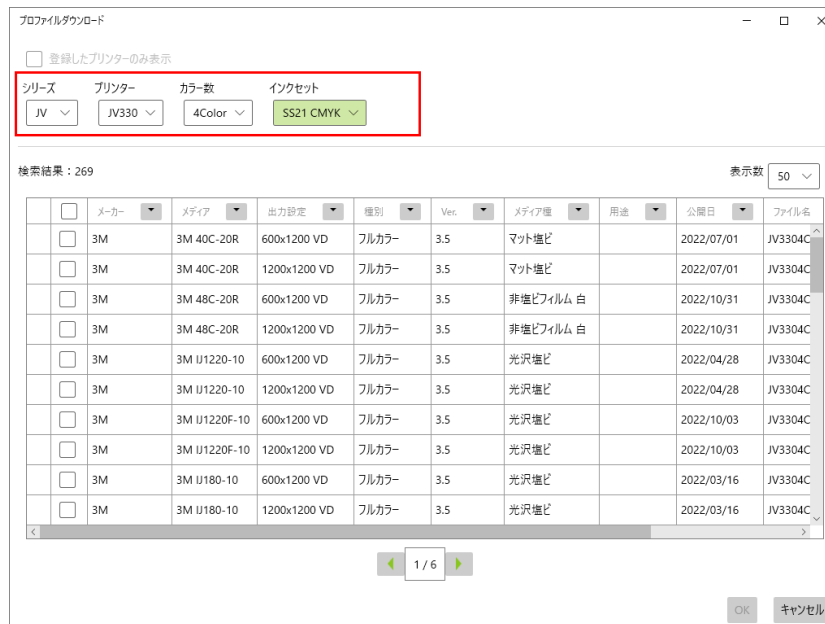 プロファイルダウンロード
登録したプリンターのみ表示
シリーズ プリンター カラー数 インクセット
JV JV330 4Color SS21 CMYK
検索結果：269 表示数 50
メーカー メディア 出力設定 種別 Ver. メディア種 用途 公開日 ファイル名
3M 3M 40C-20R 600x1200 VD フルカラー 3.5 マット塩ビ 2022/07/01 JV3304C
3M 3M 40C-20R 1200x1200 VD フルカラー 3.5 マット塩ビ 2022/07/01 JV3304C
3M 3M 48C-20R 600x1200 VD フルカラー 3.5 非塩ビフィルム 白 2022/10/31 JV3304C
3M 3M 48C-20R 1200x1200 VD フルカラー 3.5 非塩ビフィルム 白 2022/10/31 JV3304C
3M 3M IJ1220-10 600x1200 VD フルカラー 3.5 光沢塩ビ 2022/04/28 JV3304C
3M 3M IJ1220-10 1200x1200 VD フルカラー 3.5 光沢塩ビ 2022/04/28 JV3304C
3M 3M IJ1220F-10 600x1200 VD フルカラー 3.5 光沢塩ビ 2022/10/03 JV3304C
3M 3M IJ1220F-10 1200x1200 VD フルカラー 3.5 光沢塩ビ 2022/10/03 JV3304C
3M 3M IJ180-10 600x1200 VD フルカラー 3.5 光沢塩ビ 2022/03/16 JV3304C
3M 3M IJ180-10 1200x1200 VD フルカラー 3.5 光沢塩ビ 2022/03/16 JV3304C
1 / 6
OK キャンセル